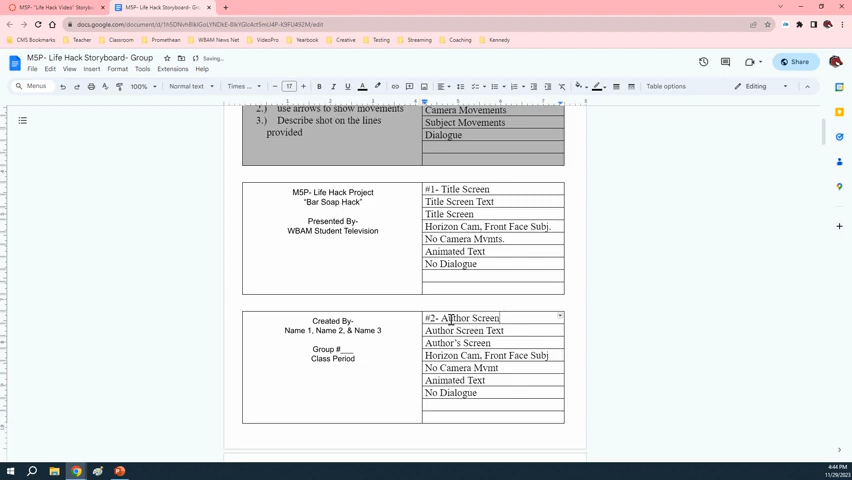 M5P- "Life Hack Video" Storyb
M5P- Life Hack Storyboard- Grou
docs.google.com/document/d/
CMS Bookmarks Teacher Classroom Promethean WBAM News Net VideoPro Yearbook Creative Testing Streaming Coaching Kennedy
M5P- Life Hack Storyboard- Group Saving...
File Edit View Insert Format Tools Extensions Help
Share
Menus 100% Normal text Times ... 17 B I U A Table options Editing
use arrows to show movements
3.) Describe shot on the lines
provided
Camera Movements
Subject Movements
Dialogue
M5P- Life Hack Project
"Bar Soap Hack"
Presented By-
WBAM Student Television
#1- Title Screen
Title Screen Text
Title Screen
Horizon Cam, Front Face Subj.
No Camera Mvmts.
Animated Text
No Dialogue
Created By-
Name 1, Name 2, & Name 3
Group #___
Class Period
#2- Author Screen
Author Screen Text
Author's Screen
Horizon Cam, Front Face Subj
No Camera Mvmt
Animated Text
No Dialogue
4:44 PM
11/29/2023